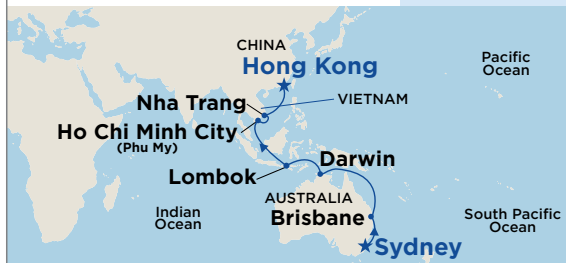 CHINA
Hong Kong
Pacific
Ocean
Nha Trang
VIETNAM
Ho Chi Minh City
(Phu My)
Darwin
Lombok
AUSTRALIA
Indian
Ocean
Brisbane
South Pacific
Ocean
Sydney